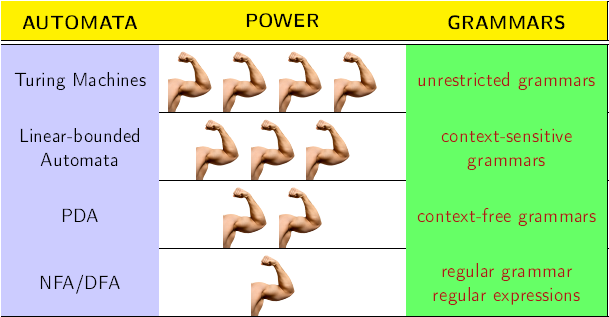 AUTOMATA POWER GRAMMARS
Turing Machines unrestricted grammars
Linear-bounded context-sensitive
Automata grammars
PDA context-free grammars
NFA/DFA regular grammar
regular expressions